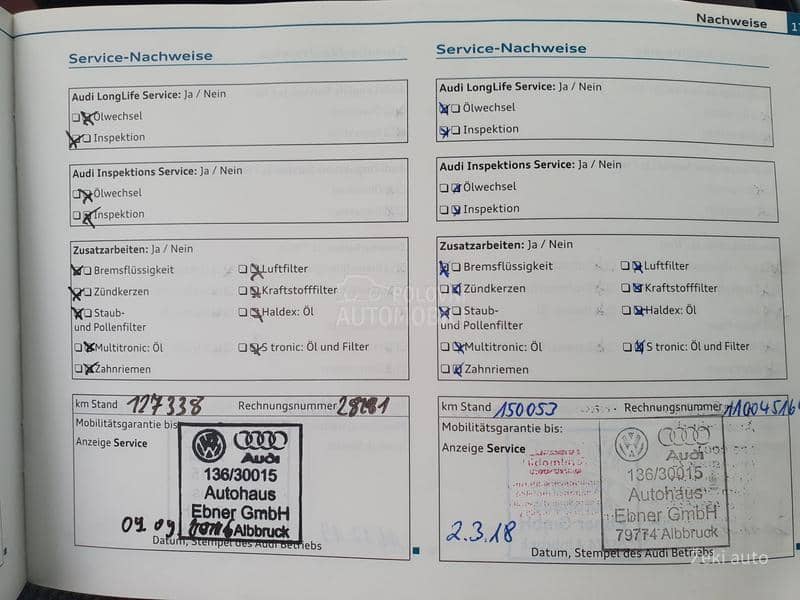 Nachweise
Service-Nachweise
Audi LongLife Service: Ja / Nein
Ölwechsel
Inspektion
Audi Inspektions Service: Ja / Nein
Ölwechsel
Inspektion
Zusatzarbeiten: Ja / Nein
Bremsflüssigkeit Luftfilter
Zündkerzen Kraftstofffilter
Staub- Haldex: Öl
und Pollenfilter
Multitronic: Öl S tronic: Öl und Filter
Zahnriemen
km Stand 127338 Rechnungsnummer 28281
Mobilitätsgarantie bis:
Anzeige Service
Audi
136/30015
Autohaus
Ebner GmbH
Albbruck
Datum, Stempel des Audi Betriebs
Service-Nachweise
Audi LongLife Service: Ja / Nein
Ölwechsel
Inspektion
Audi Inspektions Service: Ja / Nein
Ölwechsel
Inspektion
Zusatzarbeiten: Ja / Nein
Bremsflüssigkeit Luftfilter
Zündkerzen Kraftstofffilter
Staub- Haldex: Öl
und Pollenfilter
Multitronic: Öl S tronic: Öl und Filter
Zahnriemen
km Stand 150053 Rechnungsnummer
Mobilitätsgarantie bis:
Anzeige Service
Audi
136/30015
Autohaus
Ebner GmbH
79774 Albbruck
2.3.18
Datum, Stempel des Audi Betriebs
POLOVNI
AUTOMOBILI
Zeki auto